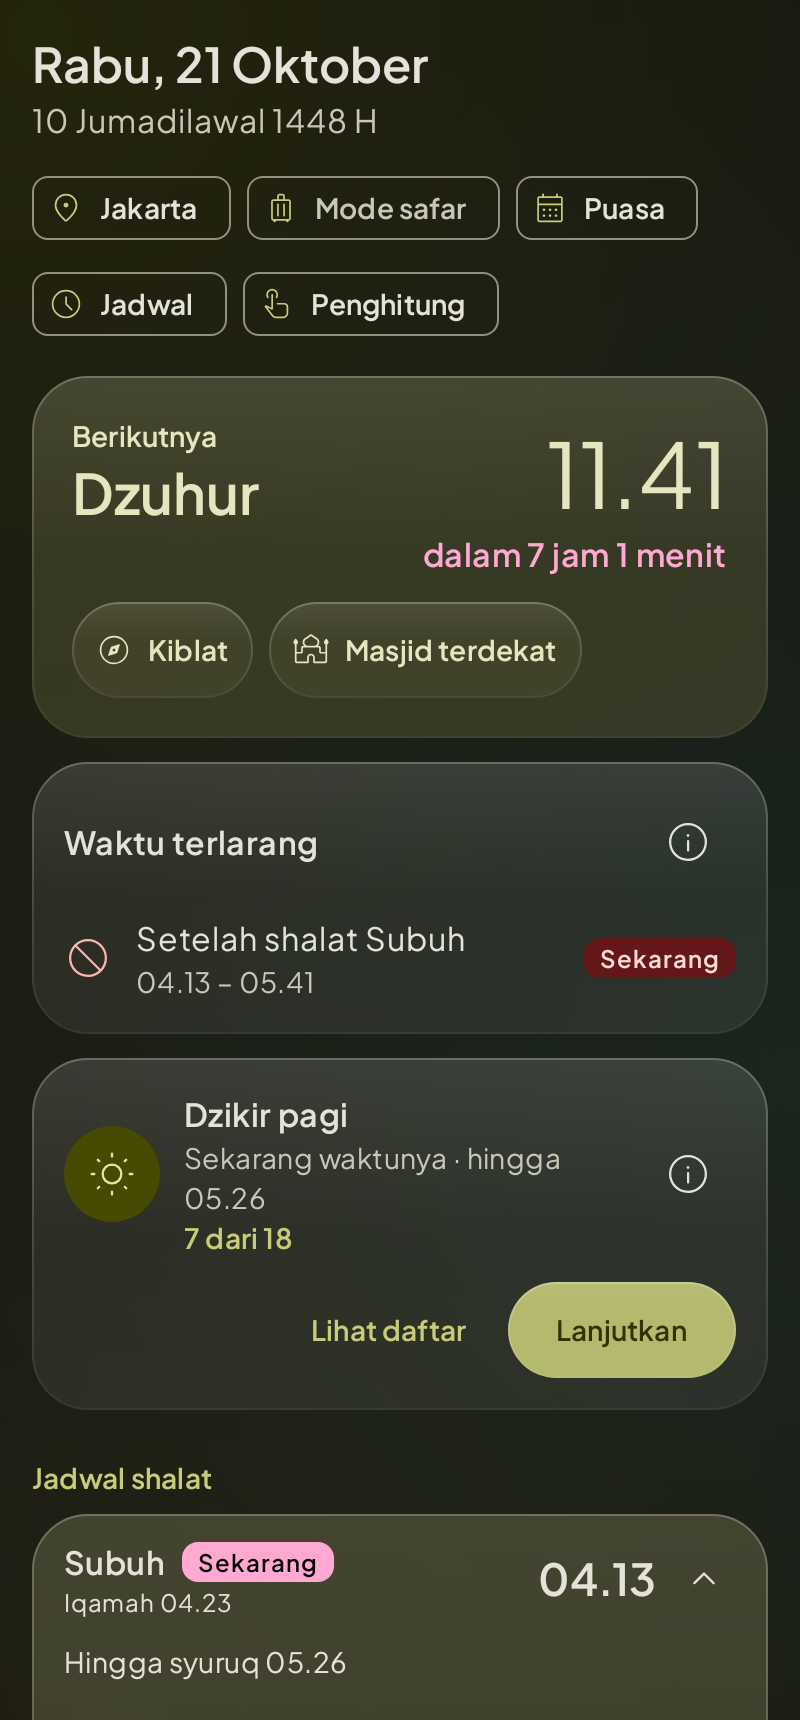 Rabu, 21 Oktober
10 Jumadilawal 1448 H
Jakarta
Mode safar
Puasa
Jadwal
Penghitung
Berikutnya
Dzuhur
11.41
dalam 7 jam 1 menit
Kiblat
Masjid terdekat
Waktu terlarang
Setelah shalat Subuh
04.13 – 05.41
Sekarang
Dzikir pagi
Sekarang waktunya · hingga
05.26
7 dari 18
Lihat daftar
Lanjutkan
Jadwal shalat
Subuh
Sekarang
04.13
Iqamah 04.23
Hingga syuruq 05.26